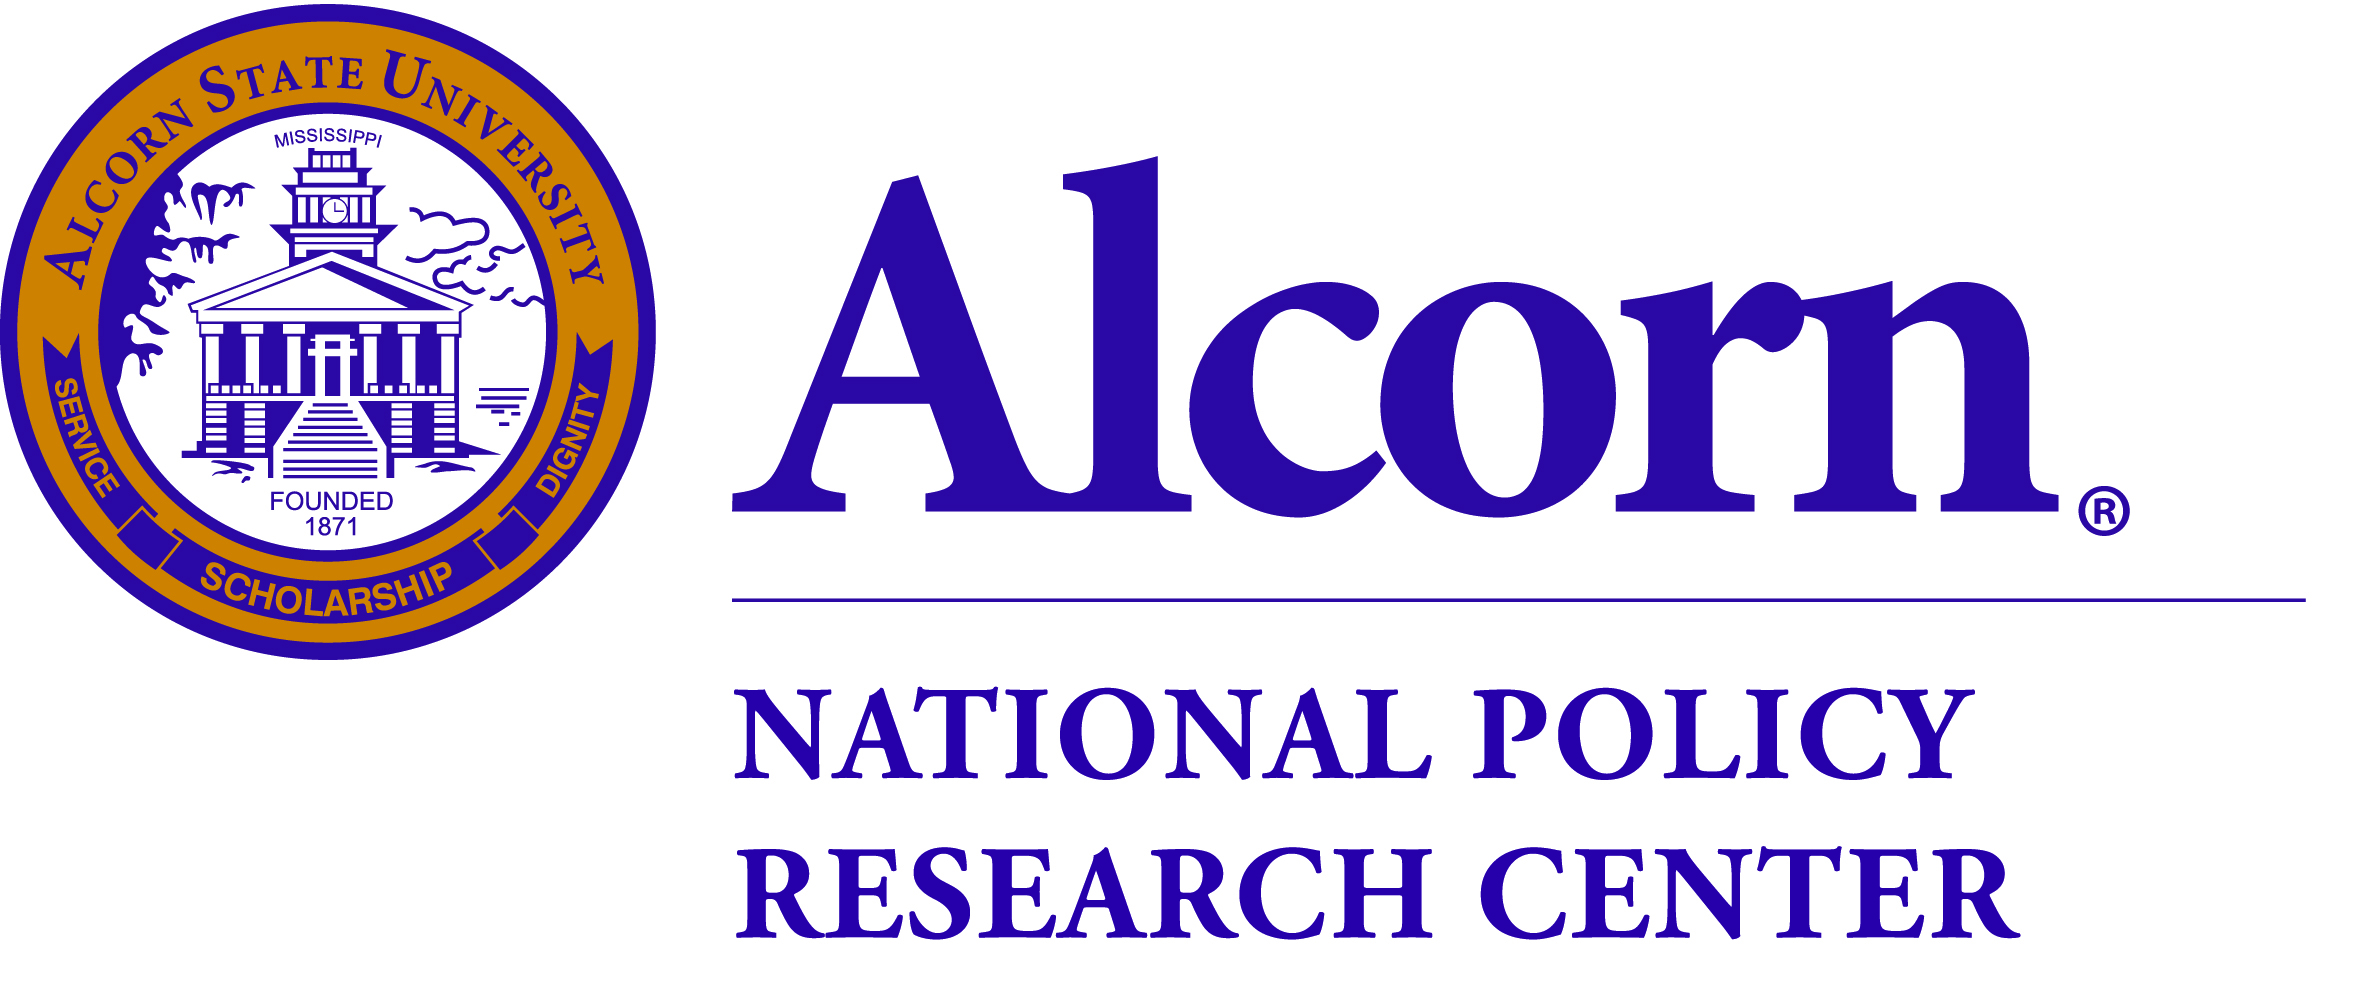 ALCORN STATE UNIVERSITY
MISSISSIPPI
FOUNDED
1871
SERVICE
SCHOLARSHIP
DIGNITY
Alcorn®
NATIONAL POLICY
RESEARCH CENTER